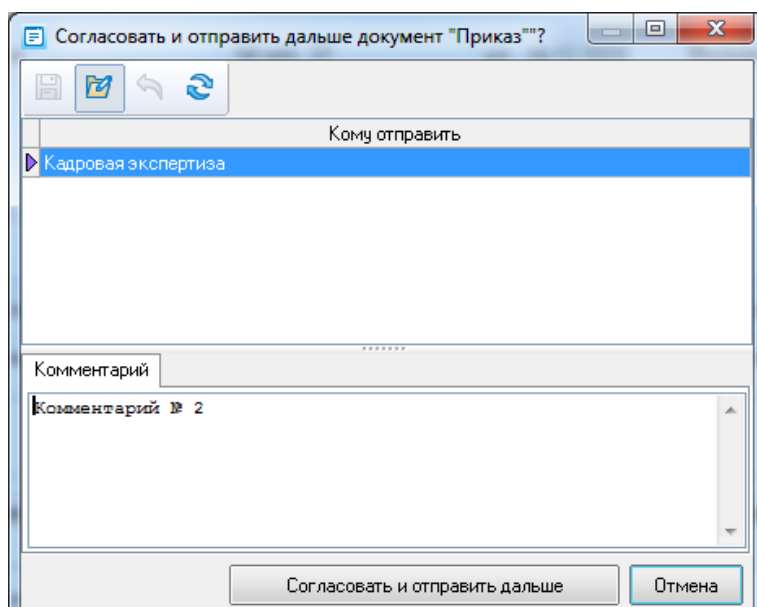 Согласовать и отправить дальше документ "Приказ""?
Кому отправить
Кадровая экспертиза
Комментарий
Комментарий № 2
Согласовать и отправить дальше
Отмена